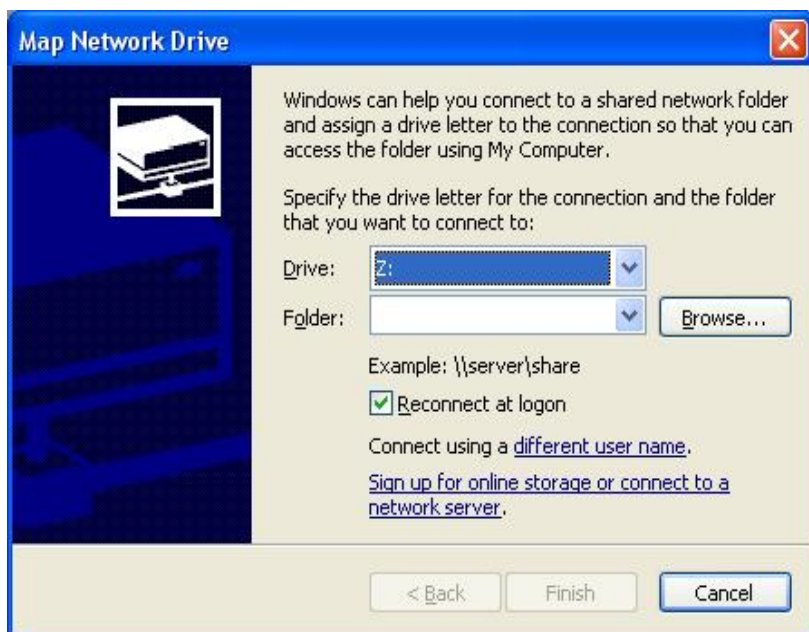 Map Network Drive
Windows can help you connect to a shared network folder
and assign a drive letter to the connection so that you can
access the folder using My Computer.
Specify the drive letter for the connection and the folder
that you want to connect to:
Drive: Z:
Folder: Browse...
Example: \\server\share
Reconnect at logon
Connect using a different user name.
Sign up for online storage or connect to a
network server.
< Back Finish Cancel